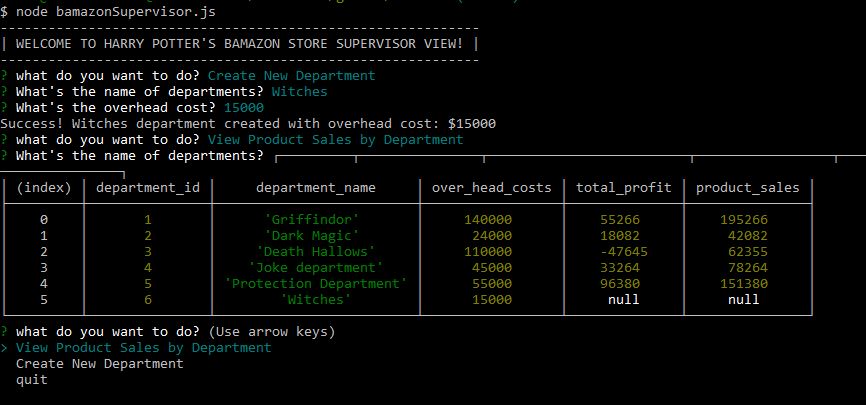 $ node bamazonSupervisor.js
| WELCOME TO HARRY POTTER'S BAMAZON STORE SUPERVISOR VIEW! |
? what do you want to do? Create New Department
? What's the name of departments? Witches
? What's the overhead cost? 15000
Success! Witches department created with overhead cost: $15000
? what do you want to do? View Product Sales by Department
? What's the name of departments?
(index) | department_id | department_name | over_head_costs | total_profit | product_sales
0 | 1 | 'Griffindor' | 140000 | 55266 | 195266
1 | 2 | 'Dark Magic' | 24000 | 18082 | 42082
2 | 3 | 'Death Hallows' | 110000 | -47645 | 62355
3 | 4 | 'Joke department' | 45000 | 33264 | 78264
4 | 5 | 'Protection Department' | 55000 | 96380 | 151380
5 | 6 | 'Witches' | 15000 | null | null
? what do you want to do? (Use arrow keys)
> View Product Sales by Department
Create New Department
quit